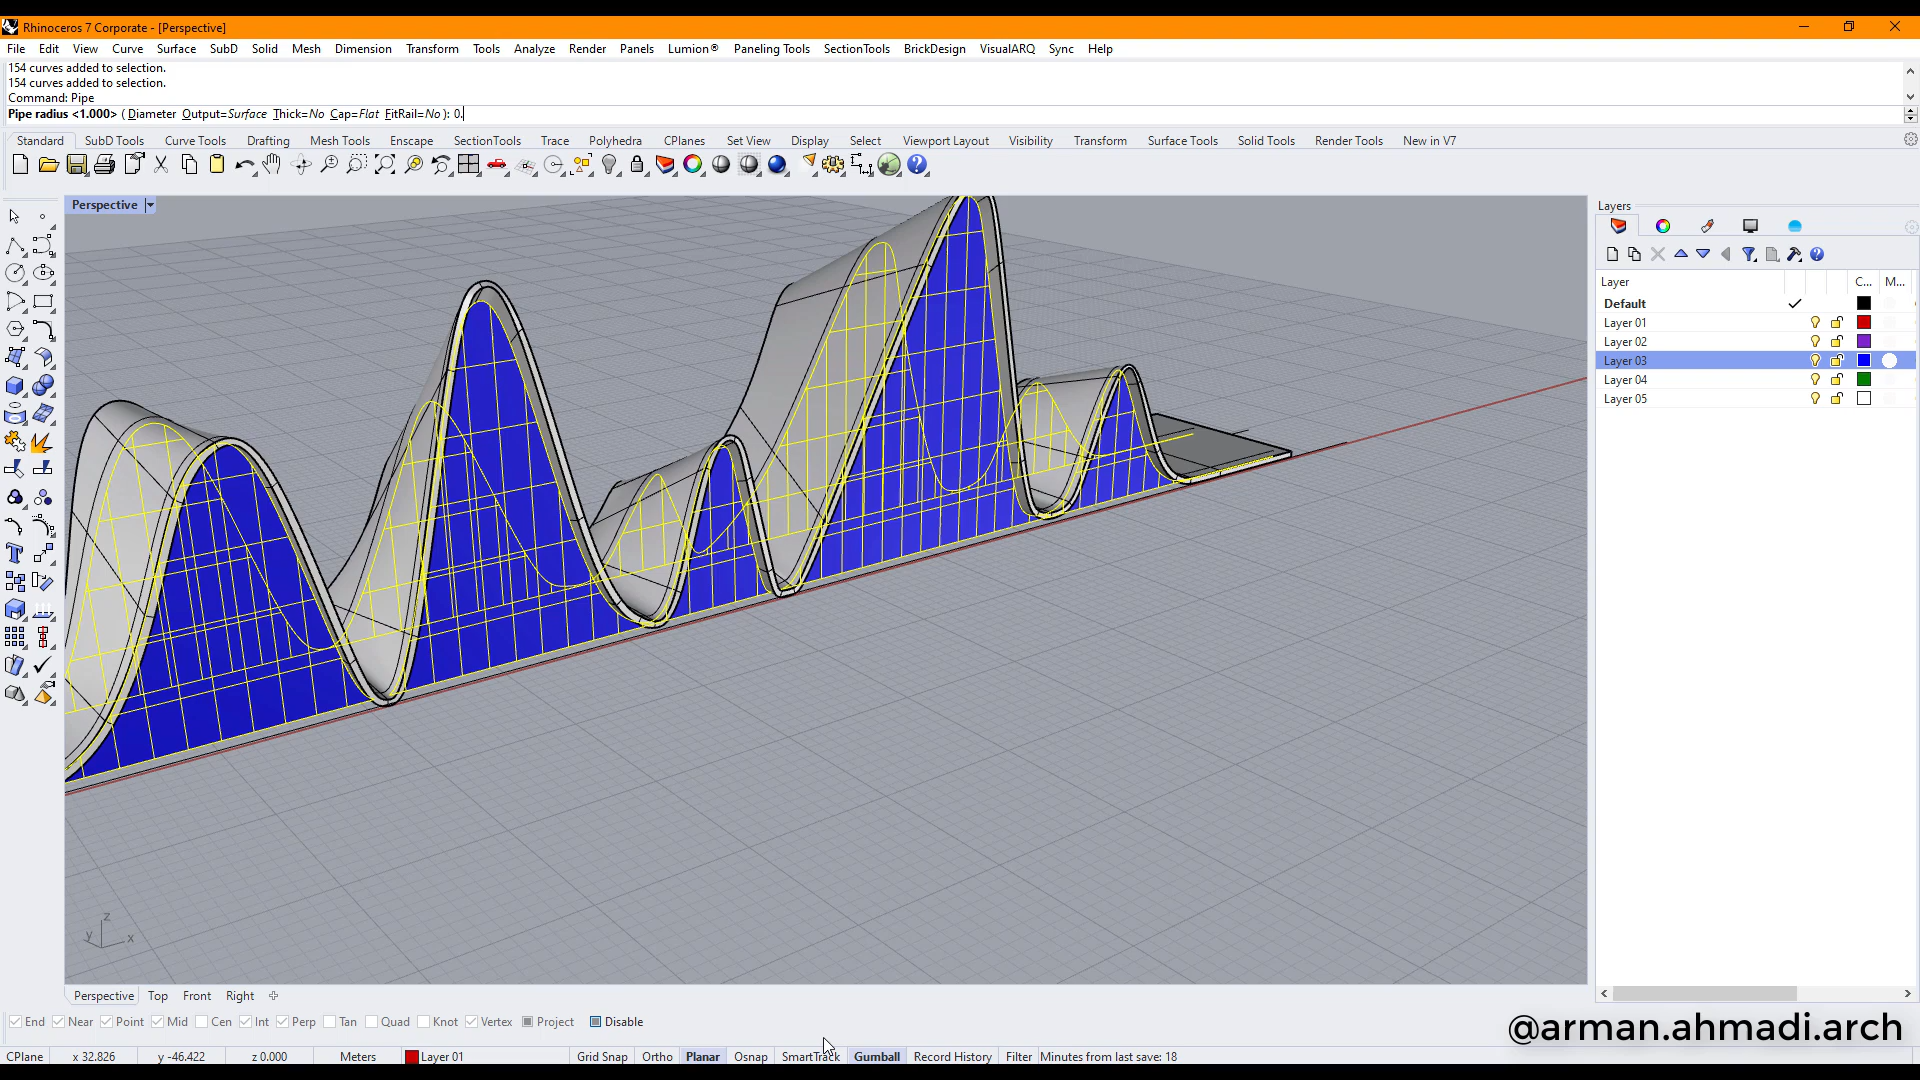 Rhinoceros 7 Corporate - [Perspective]
File Edit View Curve Surface SubD Solid Mesh Dimension Transform Tools Analyze Render Panels Lumion® Paneling Tools SectionTools BrickDesign VisualARQ Sync Help
154 curves added to selection.
154 curves added to selection.
Command: Pipe
Pipe radius <1.000> ( Diameter Output=Surface Thick=No Cap=Flat FitRail=No ): 0.
Standard SubD Tools Curve Tools Drafting Mesh Tools Enscape SectionTools Trace Polyhedra CPlanes Set View Display Select Viewport Layout Visibility Transform Surface Tools Solid Tools Render Tools New in V7
Perspective
Layers
Layer C... M...
Default
Layer 01
Layer 02
Layer 03
Layer 04
Layer 05
z
y
x
Perspective Top Front Right
End Near Point Mid Cen Int Perp Tan Quad Knot Vertex Project Disable
@arman.ahmadi.arch
CPlane x 32.826 y -46.422 z 0.000 Meters Layer 01 Grid Snap Ortho Planar Osnap SmartTrack Gumball Record History Filter Minutes from last save: 18